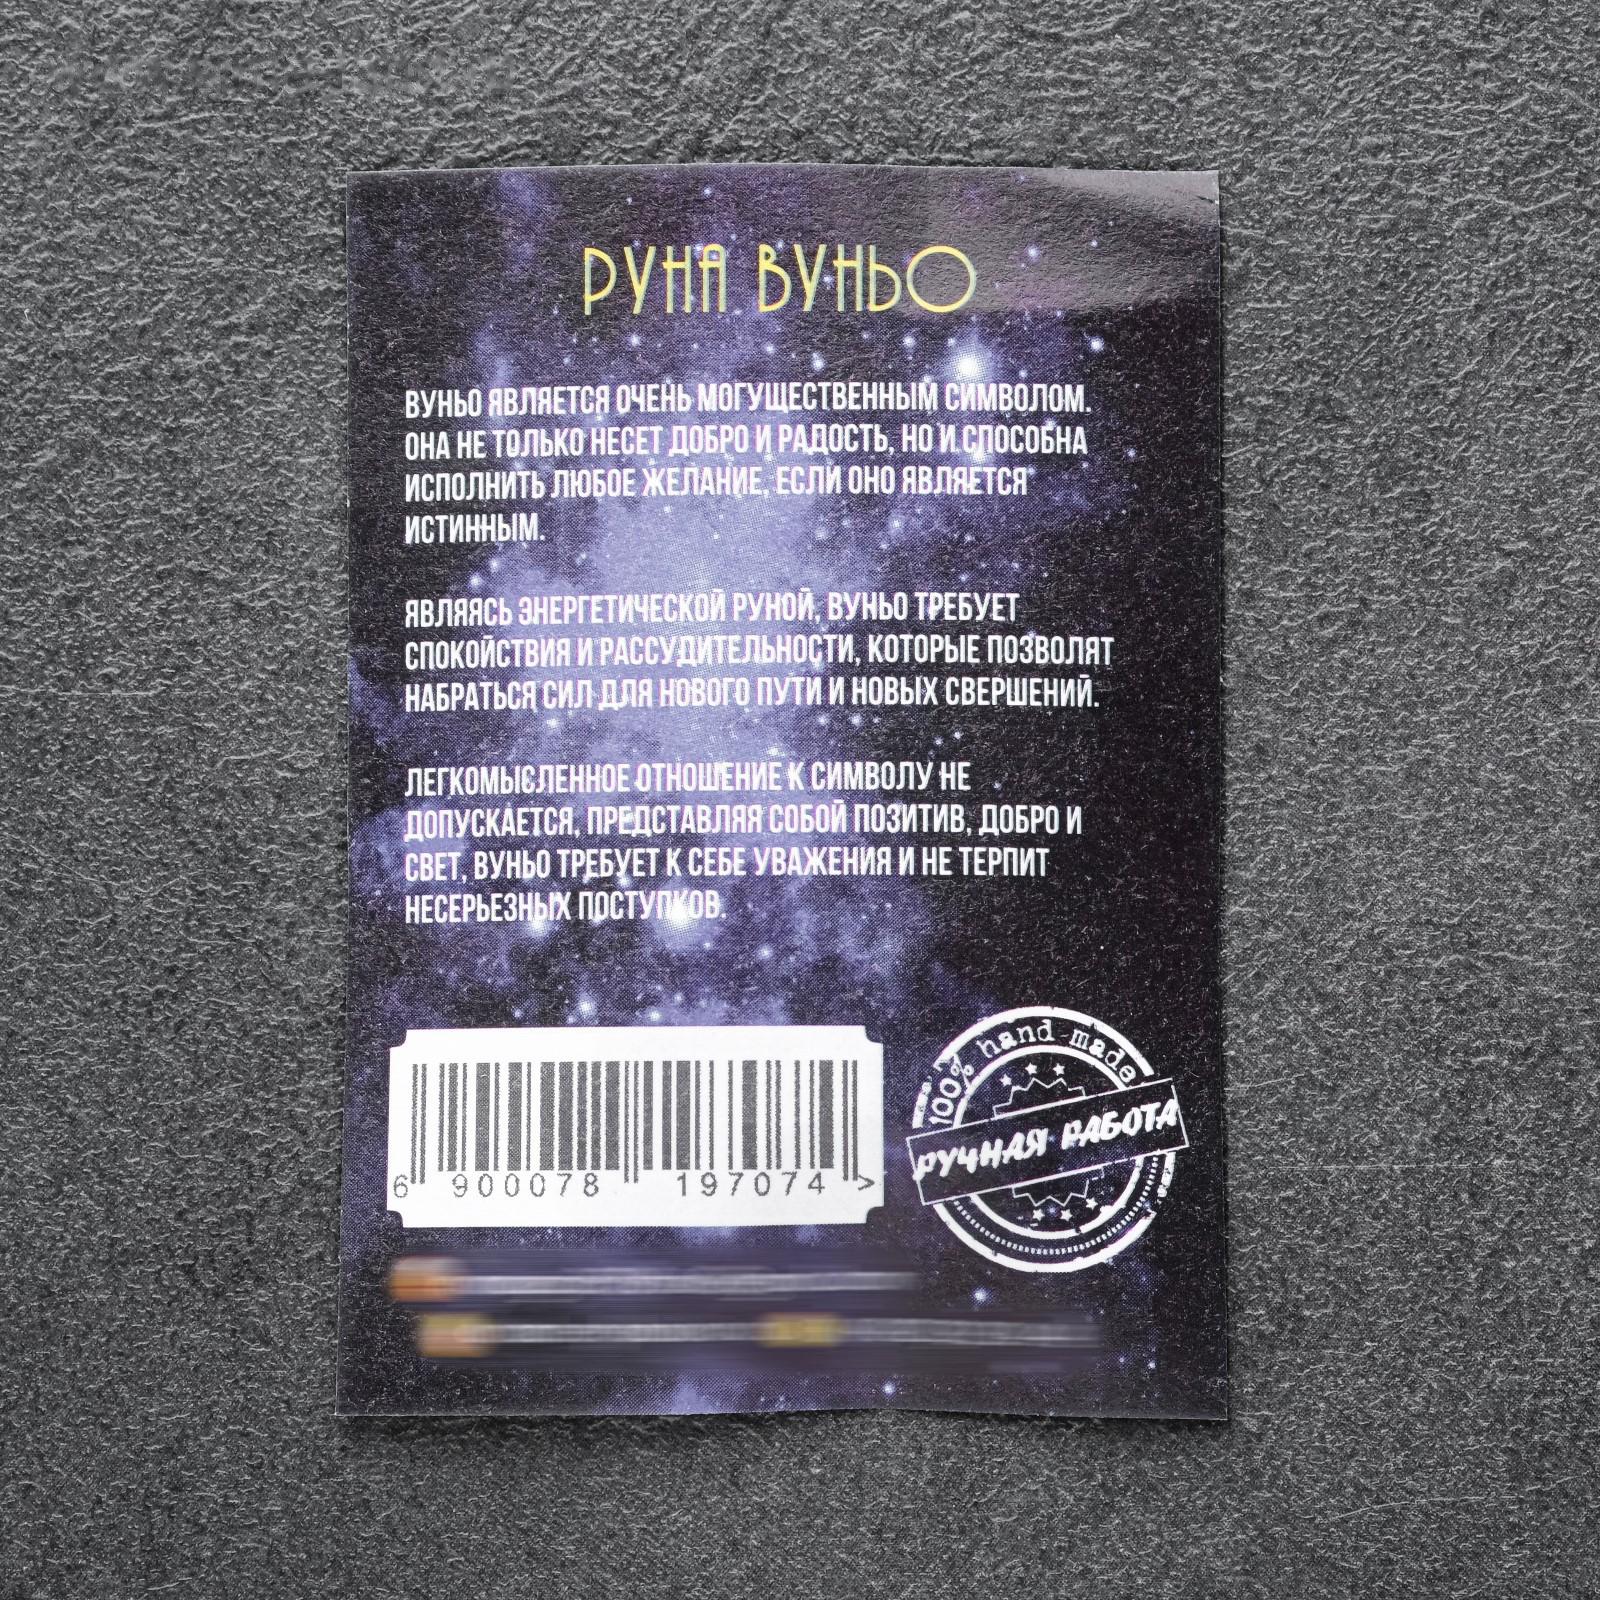 РУНА ВУНЬО
ВУНЬО ЯВЛЯЕТСЯ ОЧЕНЬ МОГУЩЕСТВЕННЫМ СИМВОЛОМ.
ОНА НЕ ТОЛЬКО НЕСЕТ ДОБРО И РАДОСТЬ, НО И СПОСОБНА
ИСПОЛНИТЬ ЛЮБОЕ ЖЕЛАНИЕ, ЕСЛИ ОНО ЯВЛЯЕТСЯ
ИСТИННЫМ.
ЯВЛЯЯСЬ ЭНЕРГЕТИЧЕСКОЙ РУНОЙ, ВУНЬО ТРЕБУЕТ
СПОКОЙСТВИЯ И РАССУДИТЕЛЬНОСТИ, КОТОРЫЕ ПОЗВОЛЯТ
НАБРАТЬСЯ СИЛ ДЛЯ НОВОГО ПУТИ И НОВЫХ СВЕРШЕНИЙ.
ЛЕГКОМЫСЛЕННОЕ ОТНОШЕНИЕ К СИМВОЛУ НЕ
ДОПУСКАЕТСЯ, ПРЕДСТАВЛЯЯ СОБОЙ ПОЗИТИВ, ДОБРО И
СВЕТ, ВУНЬО ТРЕБУЕТ К СЕБЕ УВАЖЕНИЯ И НЕ ТЕРПИТ
НЕСЕРЬЕЗНЫХ ПОСТУПКОВ.
100% hand made
РУЧНАЯ РАБОТА
6 900078 197074 >